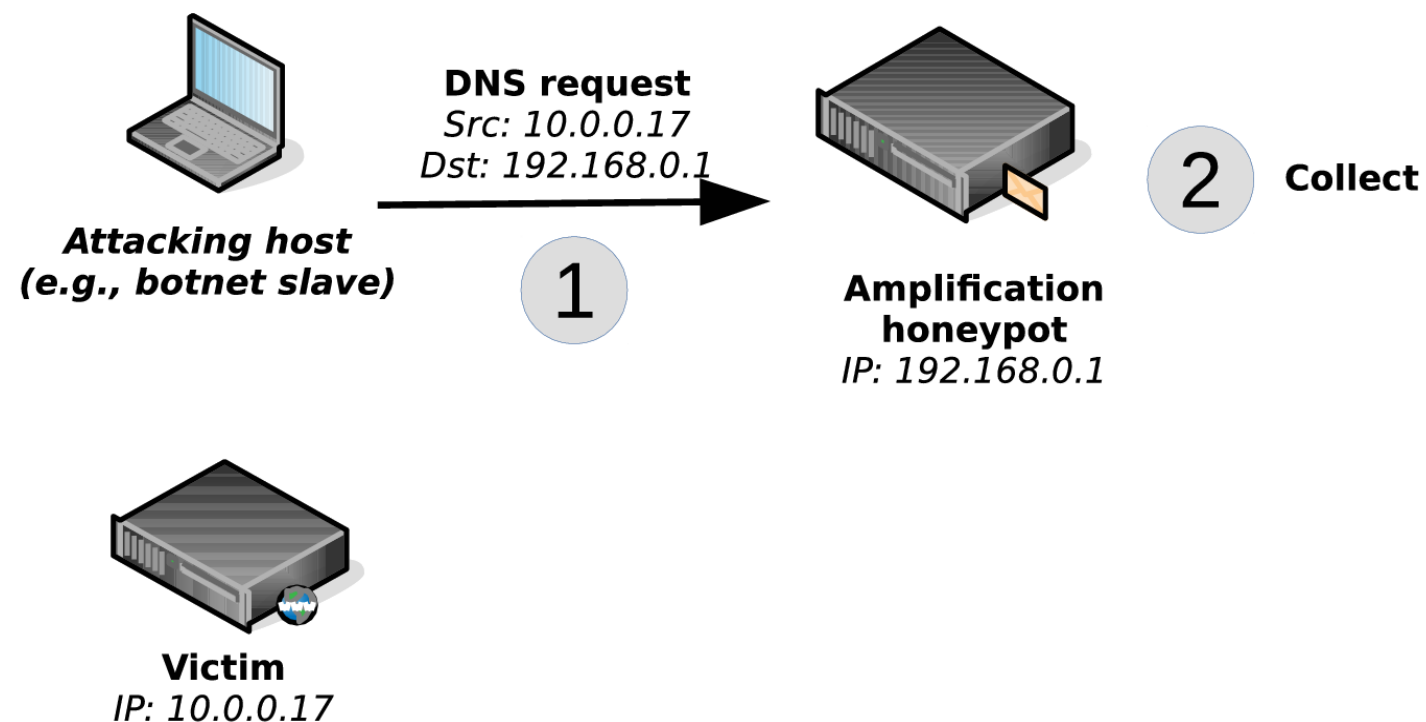 DNS request
Src: 10.0.0.17
Dst: 192.168.0.1
Attacking host
(e.g., botnet slave)
1
2
Collect
Amplification
honeypot
IP: 192.168.0.1
www
Victim
IP: 10.0.0.17